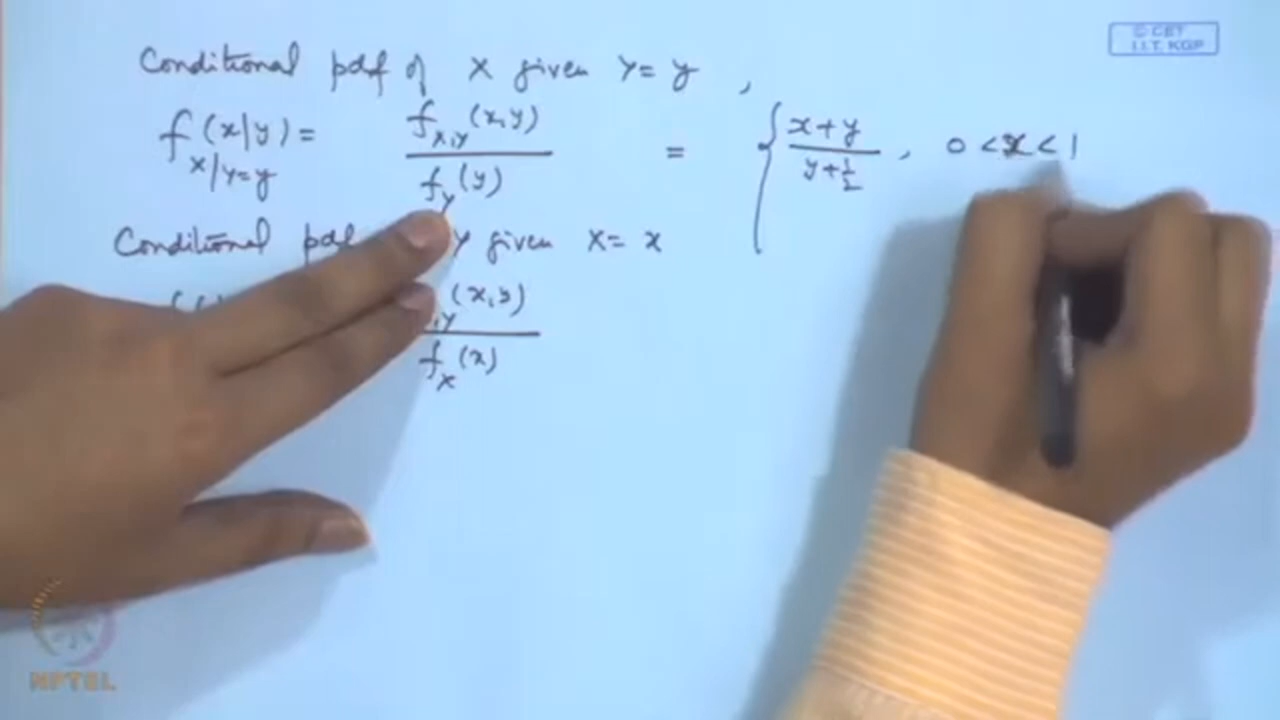 © CET
I.I.T. KGP
Conditional pdf of X given Y = y ,
f_{X/Y=y}(x|y) = f_{X,Y}(x,y) / f_Y(y) = { x+y / y+1/2 , 0 < x < 1
Conditional pdf Y given X = x
,Y (x,y) / f_X(x)
NPTEL